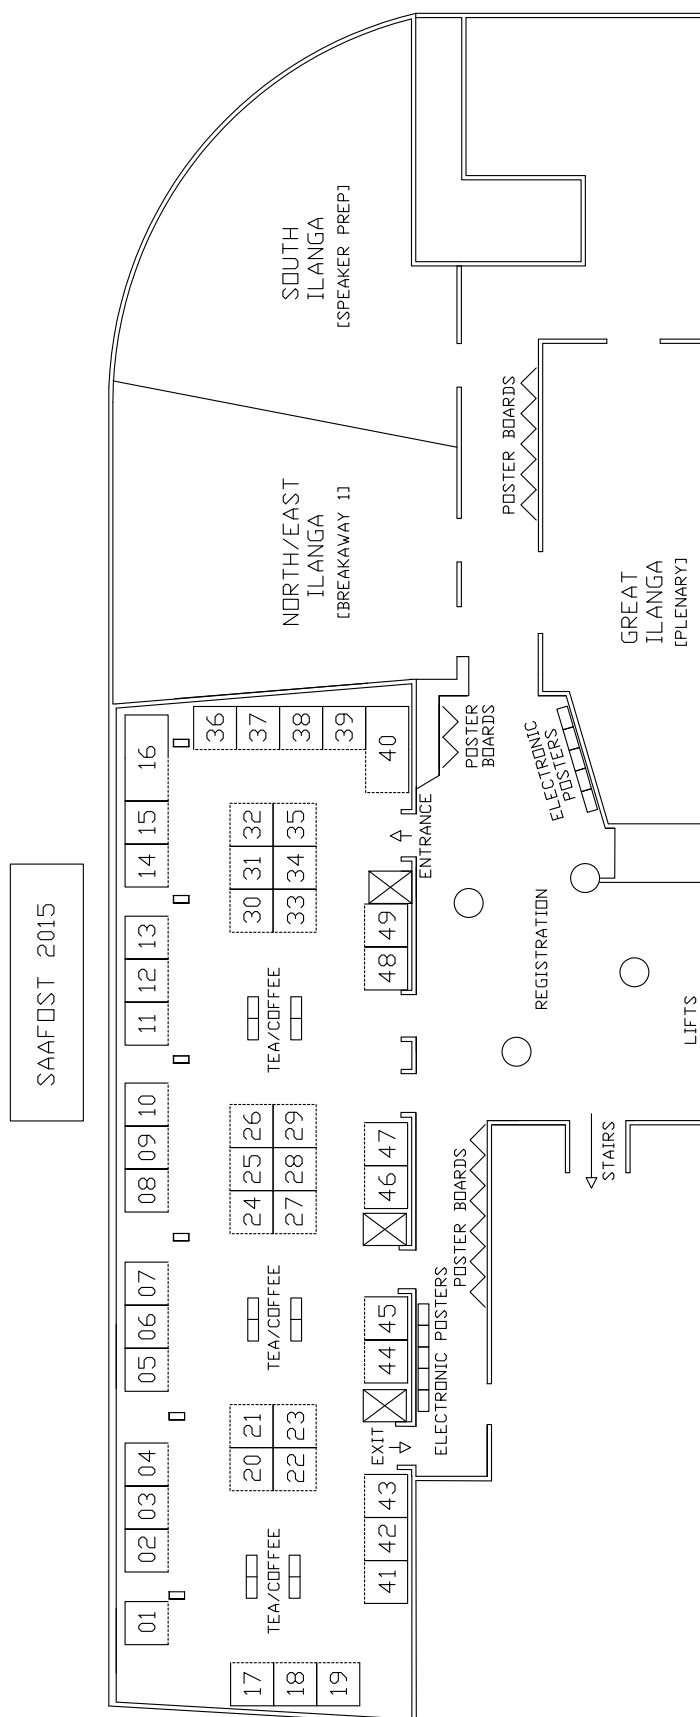 SAAFOST 2015
SOUTH
ILANGA
[SPEAKER PREP]
NORTH/EAST
ILANGA
[BREAKAWAY 1]
GREAT
ILANGA
[PLENARY]
POSTER BOARDS
POSTER
BOARDS
ELECTRONIC
POSTERS
ENTRANCE
REGISTRATION
LIFTS
STAIRS
POSTER BOARDS
ELECTRONIC POSTERS
EXIT
TEA/COFFEE
TEA/COFFEE
TEA/COFFEE
01
02
03
04
05
06
07
08
09
10
11
12
13
14
15
16
17
18
19
20
21
22
23
24
25
26
27
28
29
30
31
32
33
34
35
36
37
38
39
40
41
42
43
44
45
46
47
48
49